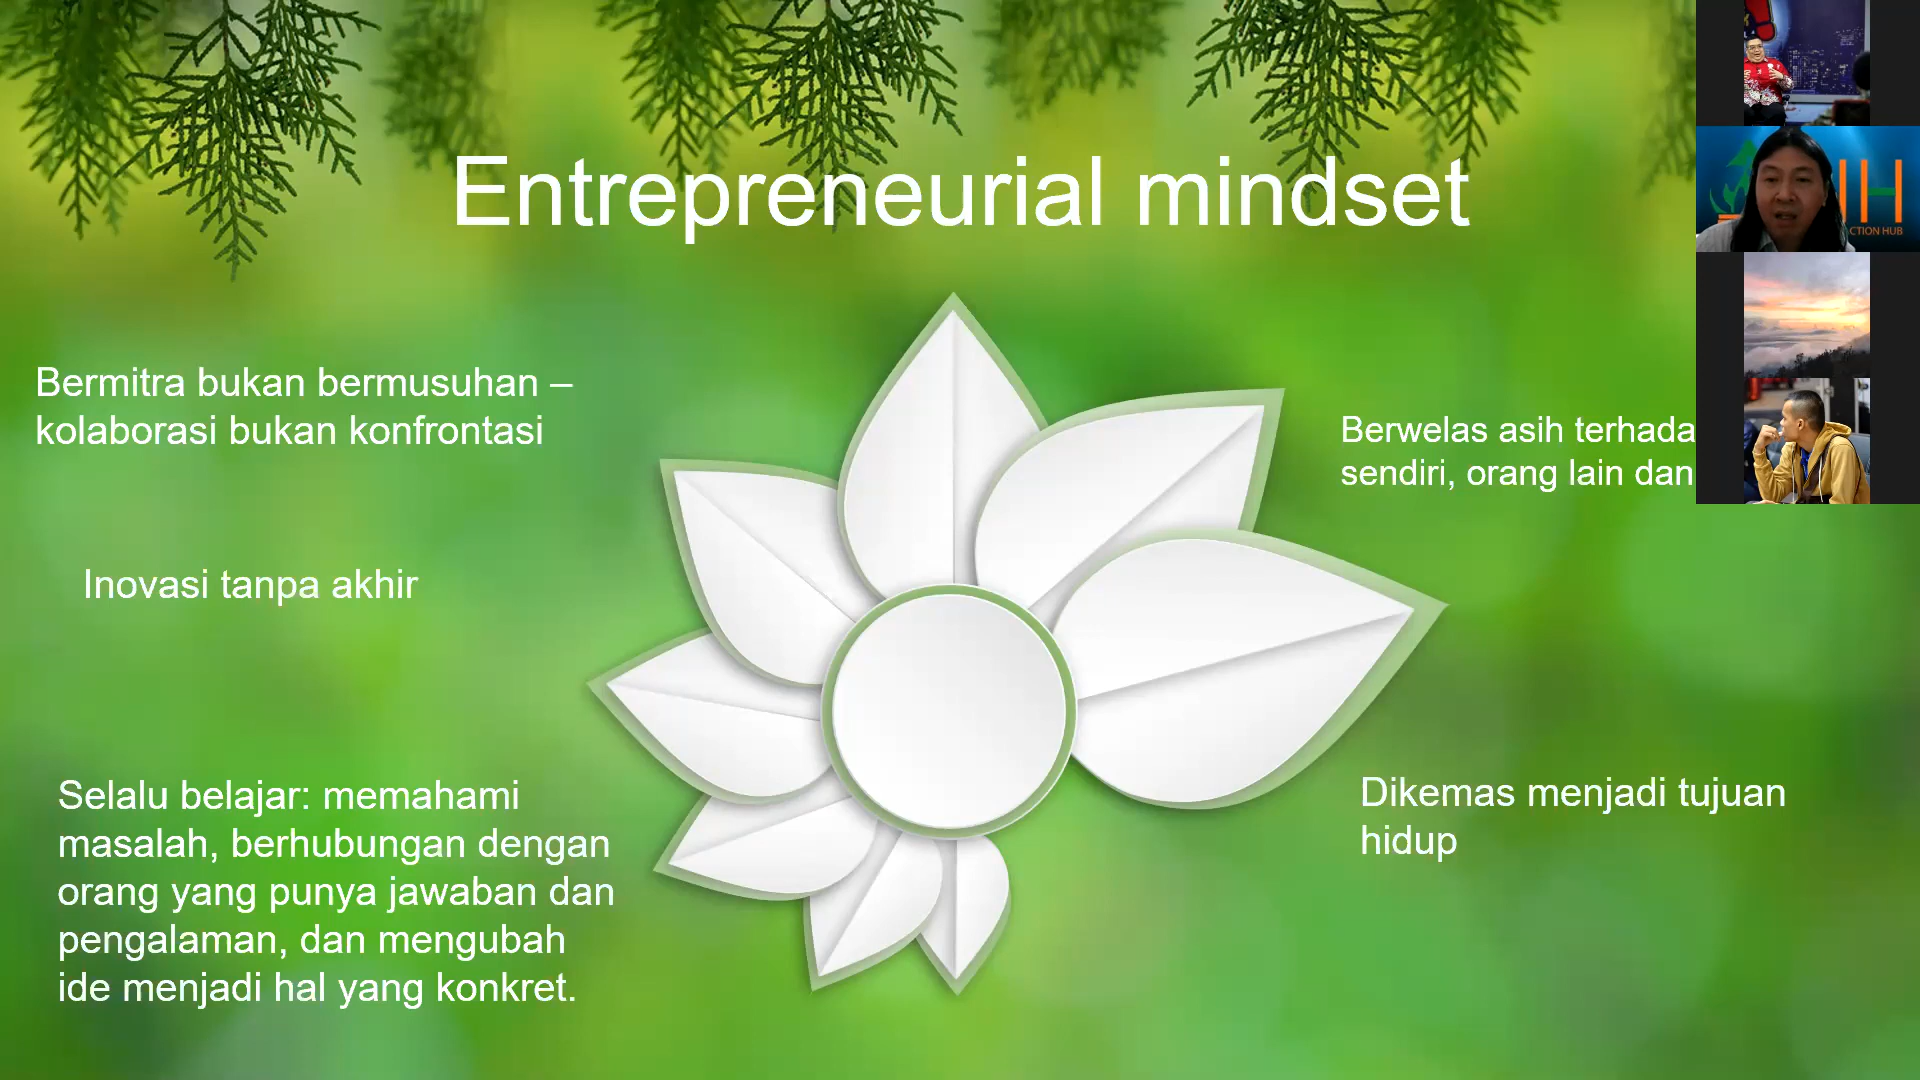 Entrepreneurial mindset
Bermitra bukan bermusuhan –
kolaborasi bukan konfrontasi
Inovasi tanpa akhir
Selalu belajar: memahami
masalah, berhubungan dengan
orang yang punya jawaban dan
pengalaman, dan mengubah
ide menjadi hal yang konkret.
Berwelas asih terhada
sendiri, orang lain dan
Dikemas menjadi tujuan
hidup
IH
CTION HUB